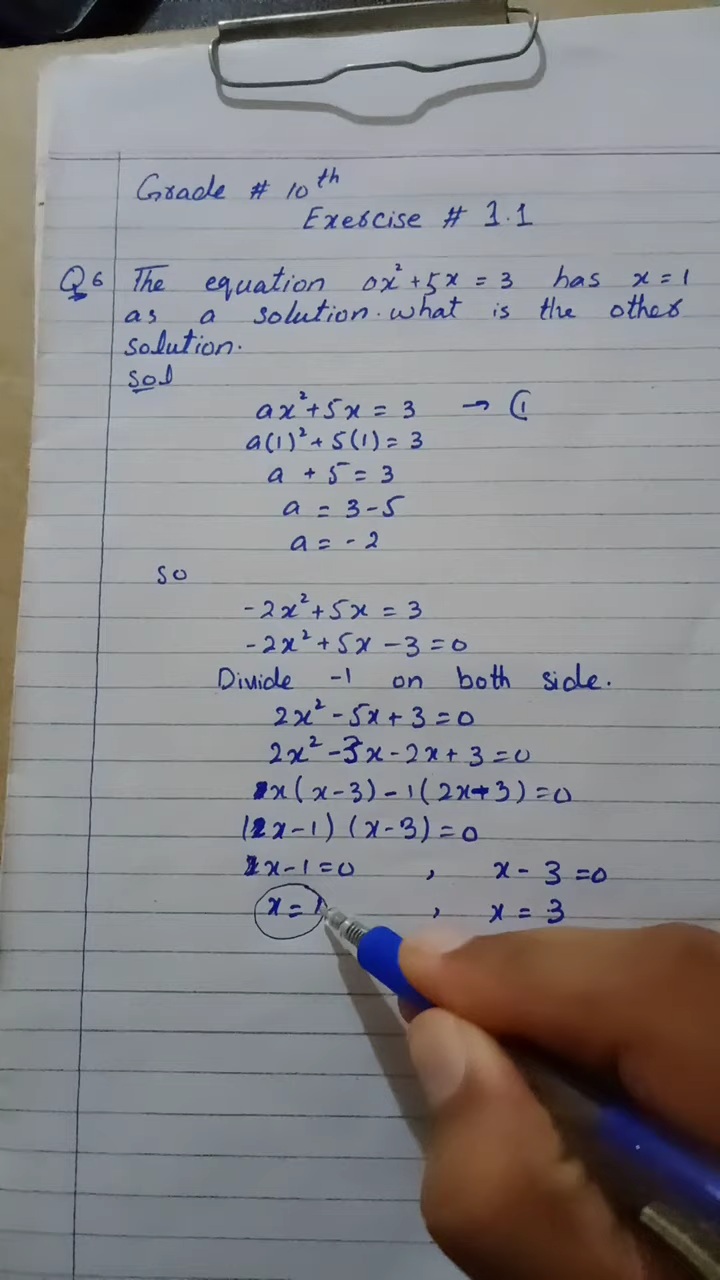 Grade # 10th
Exercise # 1.1
Q6 The equation ax²+5x = 3 has x = 1
as a solution. what is the other
solution.
Sol
ax²+5x = 3 → (1
a(1)²+5(1) = 3
a + 5 = 3
a = 3-5
a = -2
so
-2x²+5x = 3
-2x²+5x-3=0
Divide -1 on both side.
2x²-5x+3=0
2x²-3x-2x+3=0
x(x-3)-1(2x+3)=0
(x-1)(x-3)=0
x-1=0 , x-3=0
x=1 , x=3